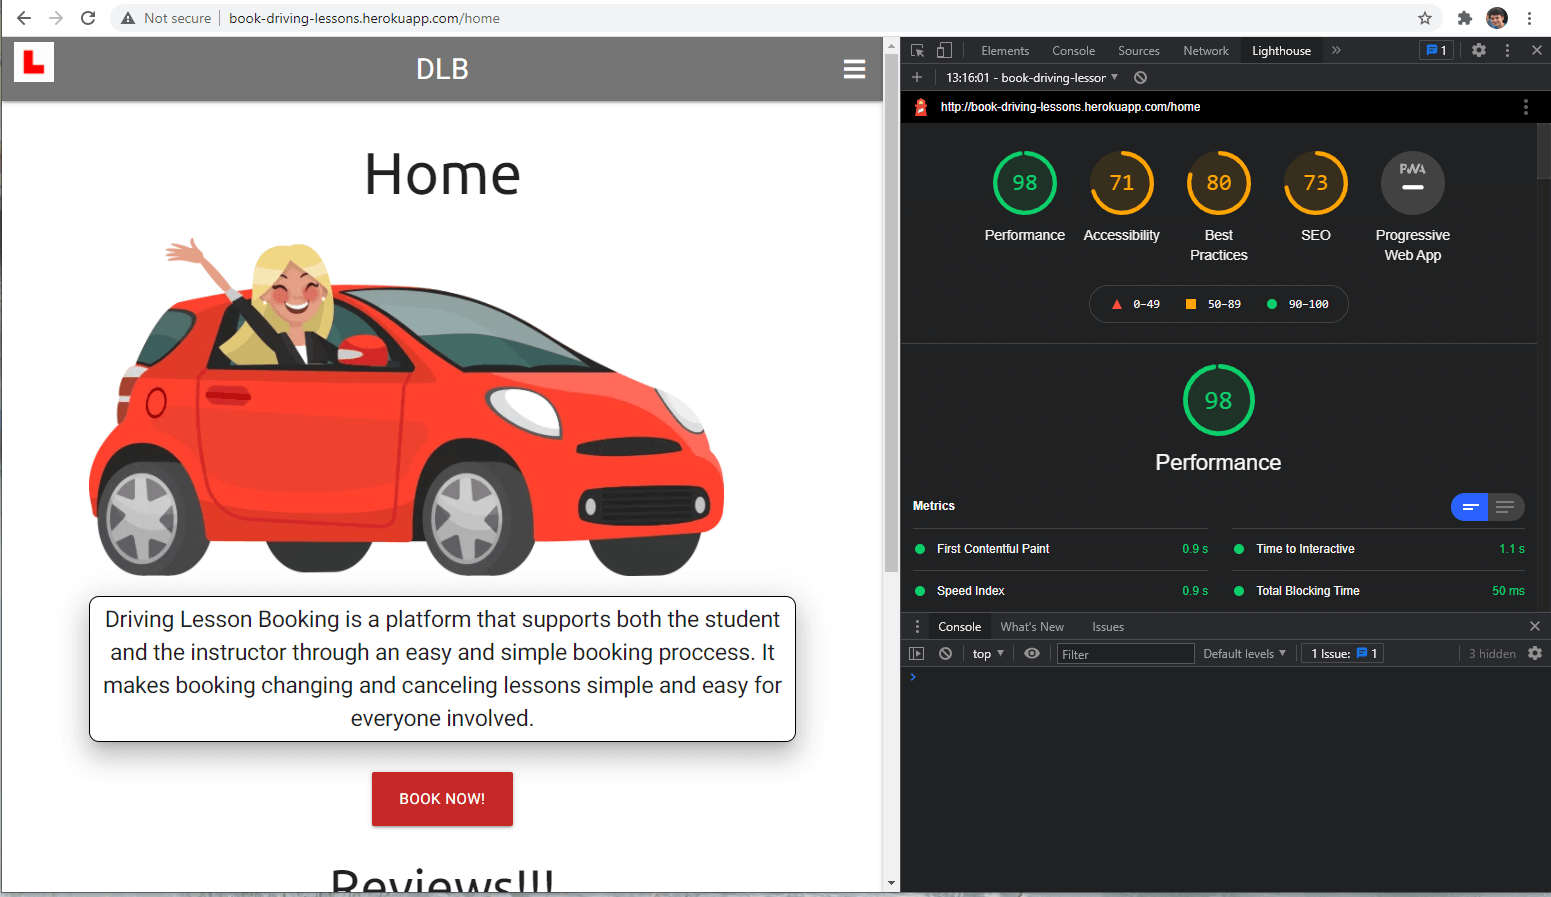 Not secure
book-driving-lessons.herokuapp.com/home
L
DLB
Home
Driving Lesson Booking is a platform that supports both the student
and the instructor through an easy and simple booking proccess. It
makes booking changing and canceling lessons simple and easy for
everyone involved.
BOOK NOW!
Reviews!!!
Elements Console Sources Network Lighthouse » 1
13:16:01 - book-driving-lessor
http://book-driving-lessons.herokuapp.com/home
98 71 80 73 PWA
Performance Accessibility Best Practices SEO Progressive Web App
0–49 50–89 90–100
98
Performance
Metrics
First Contentful Paint 0.9 s Time to Interactive 1.1 s
Speed Index 0.9 s Total Blocking Time 50 ms
Console What's New Issues
top Filter Default levels 1 Issue: 1 3 hidden